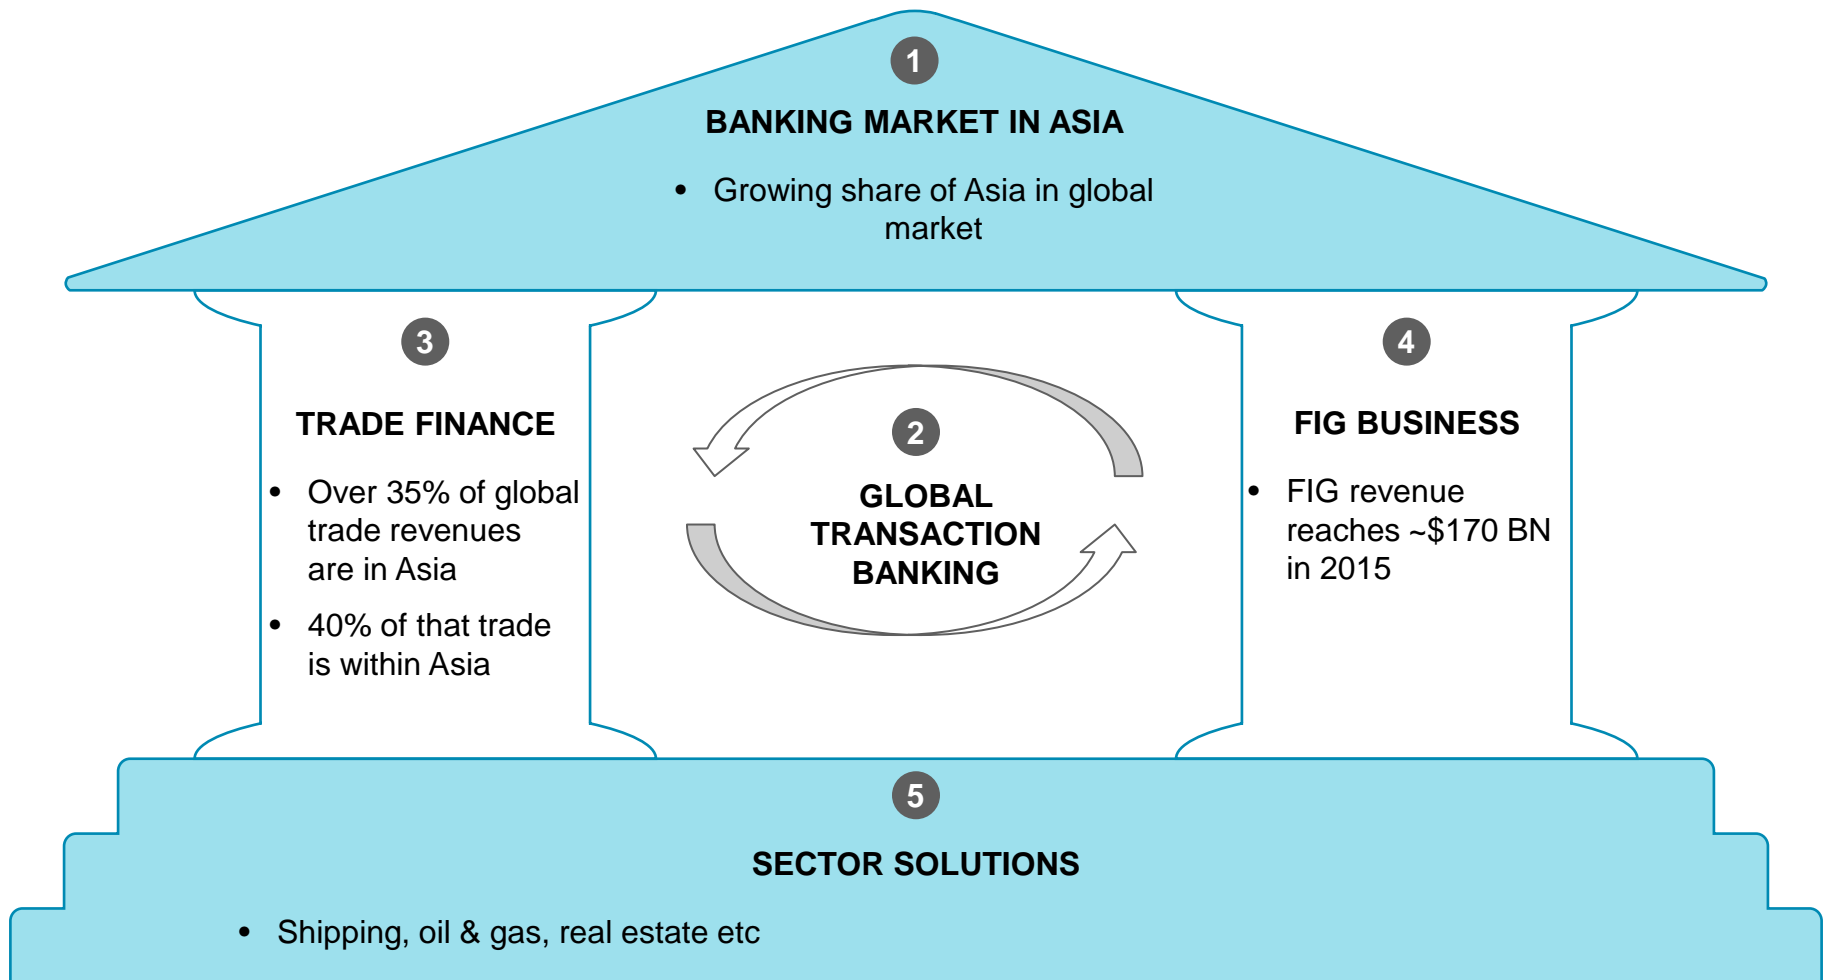 1
BANKING MARKET IN ASIA
• Growing share of Asia in global
market
3
TRADE FINANCE
• Over 35% of global
trade revenues
are in Asia
• 40% of that trade
is within Asia
2
GLOBAL
TRANSACTION
BANKING
4
FIG BUSINESS
• FIG revenue
reaches ~$170 BN
in 2015
5
SECTOR SOLUTIONS
• Shipping, oil & gas, real estate etc